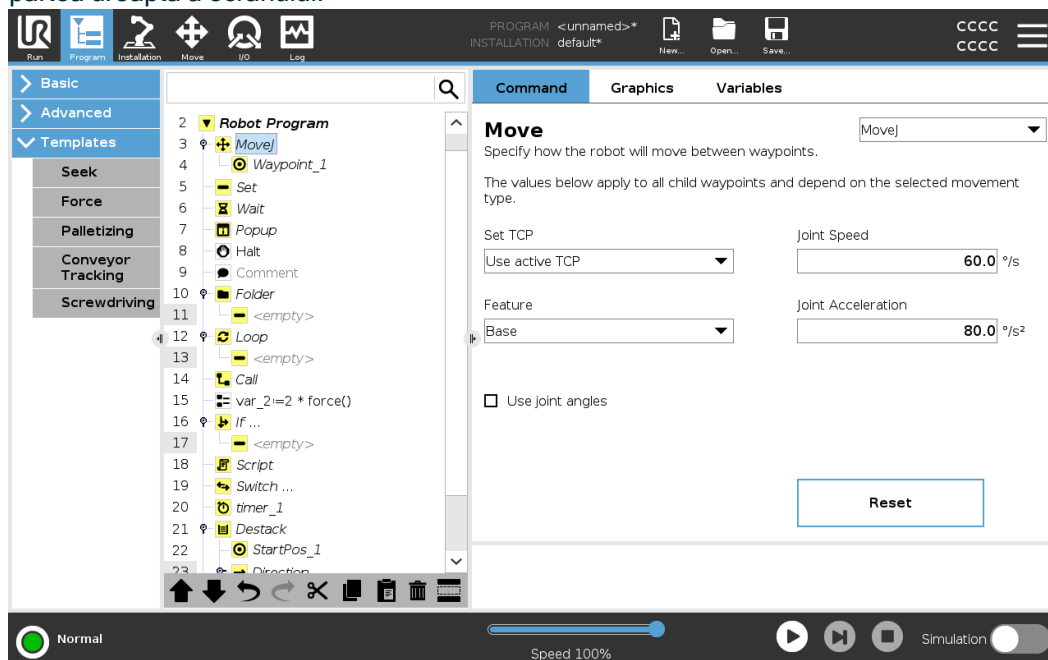 partea dreaptă a ecranului.
UR
Run
Program
Installation
Move
I/O
Log
PROGRAM <unnamed>*
INSTALLATION default*
New...
Open...
Save...
CCCC
CCCC
Basic
Advanced
Templates
Seek
Force
Palletizing
Conveyor
Tracking
Screwdriving
2 Robot Program
3 MoveJ
4 Waypoint_1
5 Set
6 Wait
7 Popup
8 Halt
9 Comment
10 Folder
11 <empty>
12 Loop
13 <empty>
14 Call
15 var_2:=2 * force()
16 If ...
17 <empty>
18 Script
19 Switch ...
20 timer_1
21 Destack
22 StartPos_1
23 Direction
Command Graphics Variables
Move
MoveJ
Specify how the robot will move between waypoints.
The values below apply to all child waypoints and depend on the selected movement
type.
Set TCP
Use active TCP
Joint Speed
60.0 °/s
Feature
Base
Joint Acceleration
80.0 °/s²
Use joint angles
Reset
Normal
Speed 100%
Simulation